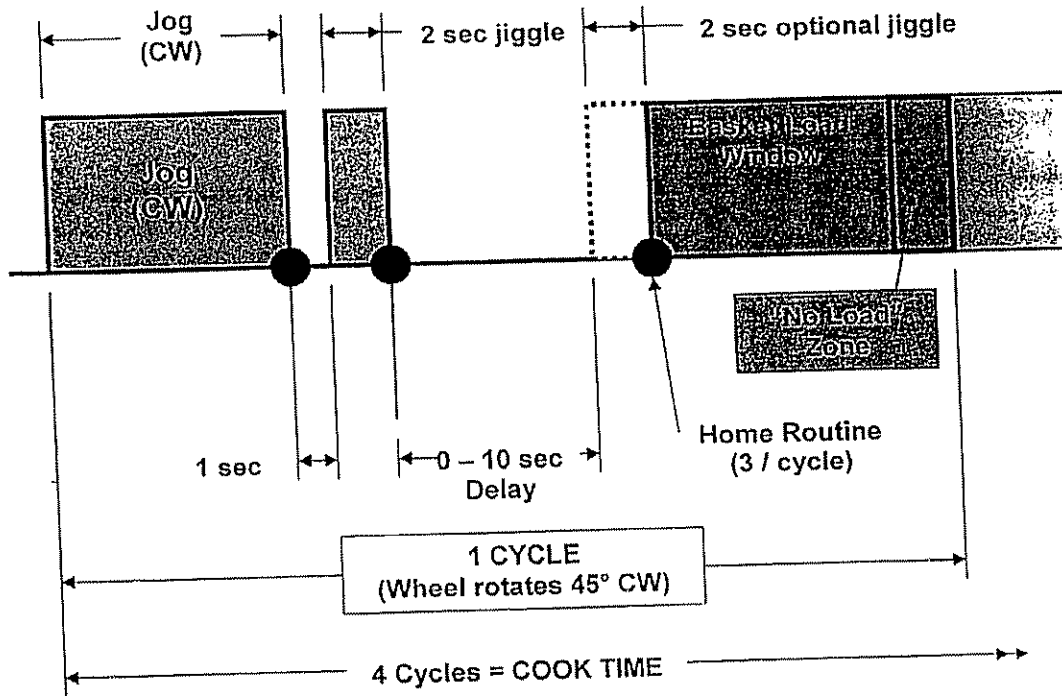 Jog
(CW)
2 sec jiggle
2 sec optional jiggle
Jog
(CW)
Basket Load
Window
"No Load"
Zone
Home Routine
(3 / cycle)
1 sec
0 – 10 sec
Delay
1 CYCLE
(Wheel rotates 45° CW)
4 Cycles = COOK TIME